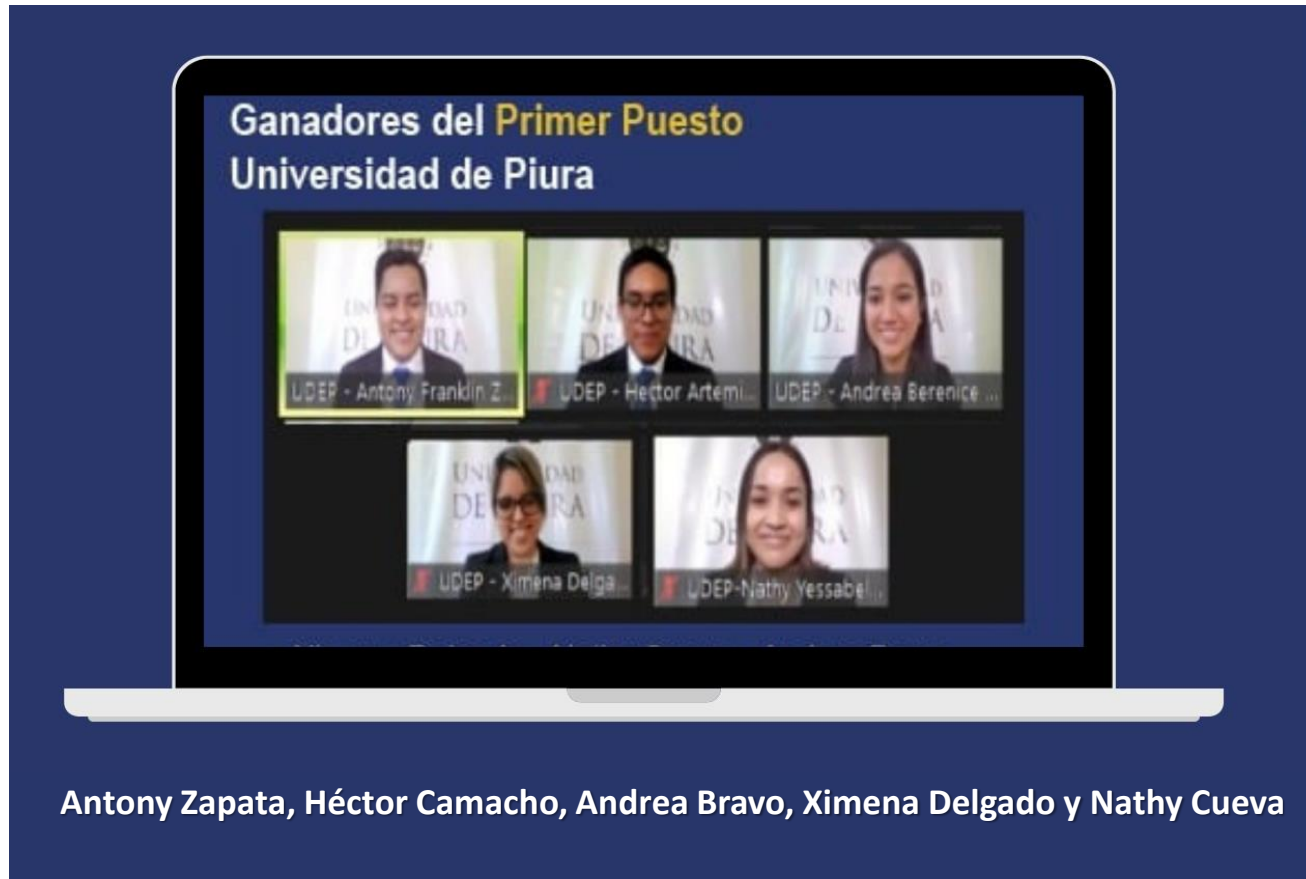 Ganadores del Primer Puesto
Universidad de Piura
UDEP - Antony Franklin Z...
UDEP - Hector Artemi...
UDEP - Andrea Berenice ...
UDEP - Ximena Delga...
UDEP-Nathy Yessabel...
Antony Zapata, Héctor Camacho, Andrea Bravo, Ximena Delgado y Nathy Cueva